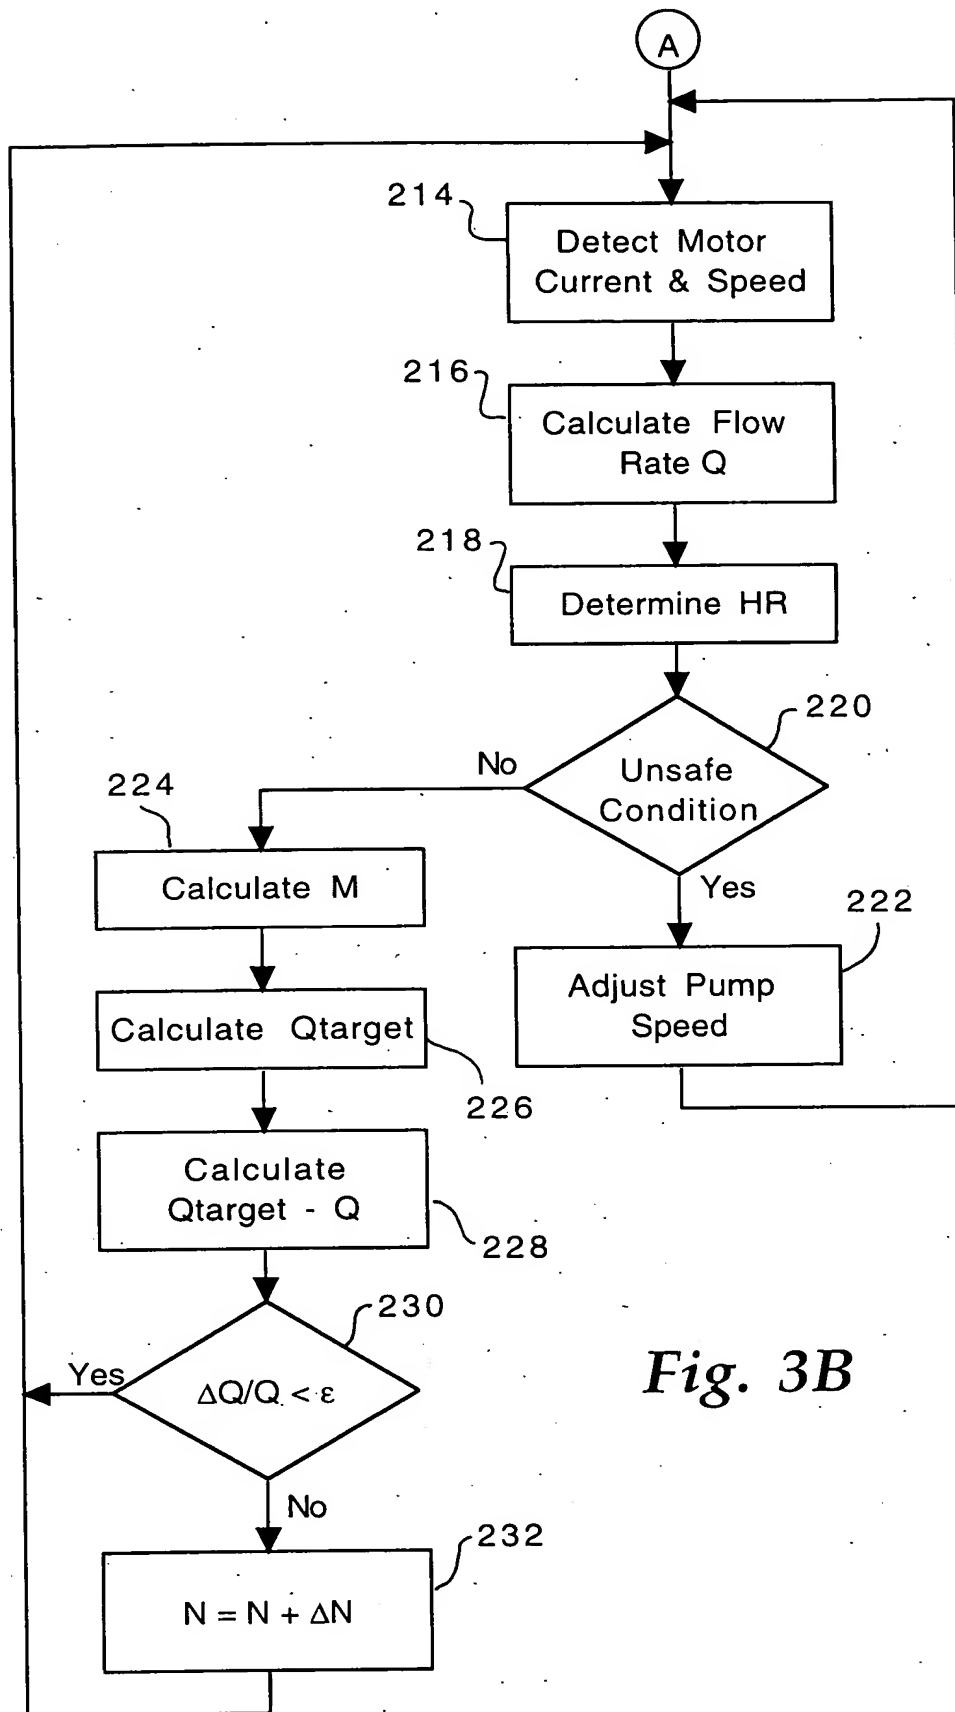 A
214
Detect Motor
Current & Speed
216
Calculate Flow
Rate Q
218
Determine HR
220
Unsafe
Condition
No
Yes
224
Calculate M
222
Adjust Pump
Speed
Calculate Qtarget
226
Calculate
Qtarget - Q
228
230
Yes
ΔQ/Q < ε
No
232
N = N + ΔN
Fig. 3B